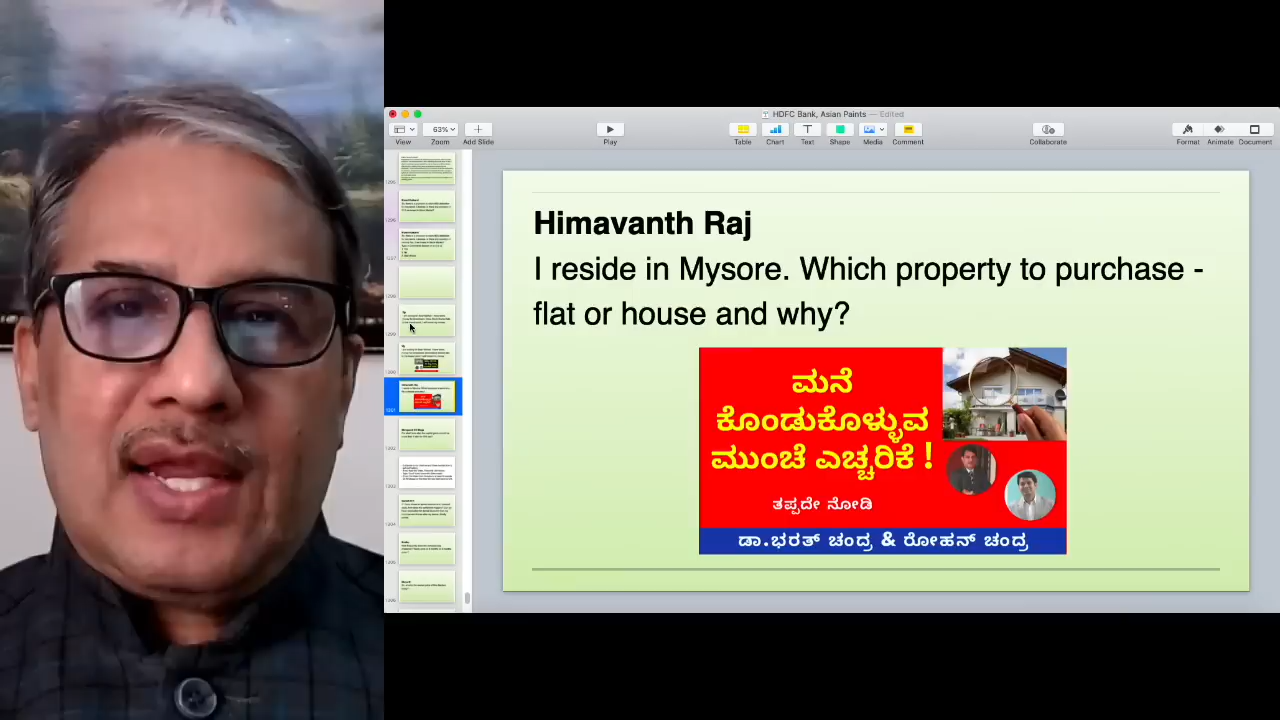 HDFC Bank, Asian Paints — Edited
View
63%
Zoom
Add Slide
Play
Table
Chart
Text
Shape
Media
Comment
Collaborate
Format
Animate
Document
Himavanth Raj
I reside in Mysore. Which property to purchase -
flat or house and why?
ಮನೆ
ಕೊಂಡುಕೊಳ್ಳುವ
ಮುಂಚೆ ಎಚ್ಚರಿಕೆ !
ತಪ್ಪದೇ ನೋಡಿ
ಡಾ.ಭರತ್ ಚಂದ್ರ & ರೋಹನ್ ಚಂದ್ರ